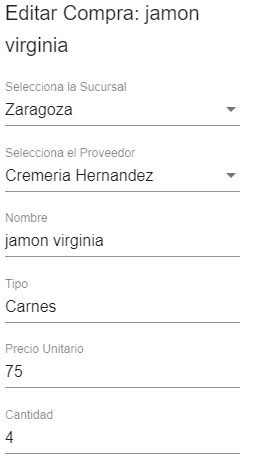 Editar Compra: jamon
virginia
Selecciona la Sucursal
Zaragoza
Selecciona el Proveedor
Cremeria Hernandez
Nombre
jamon virginia
Tipo
Carnes
Precio Unitario
75
Cantidad
4